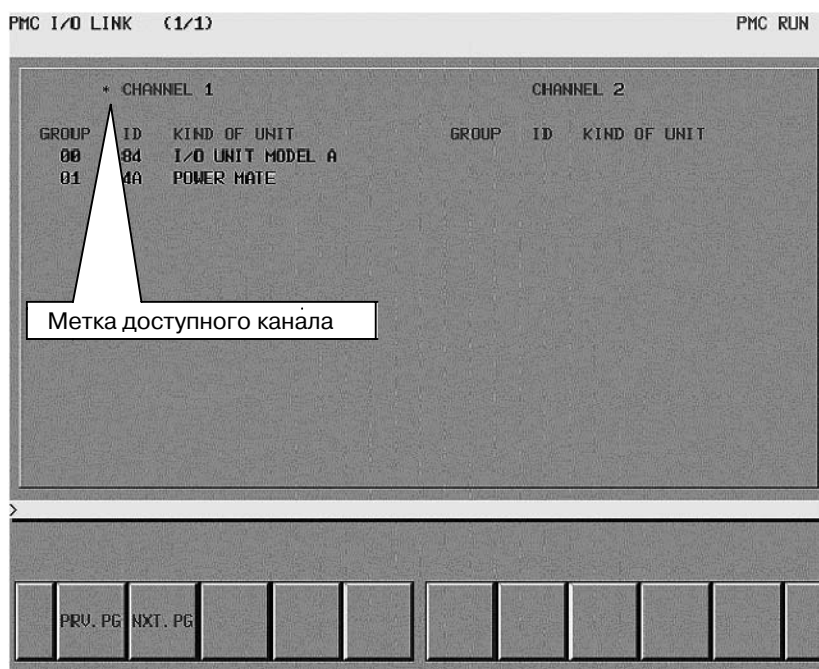 PMC I/O LINK (1/1) PMC RUN
* CHANNEL 1 CHANNEL 2
GROUP ID KIND OF UNIT GROUP ID KIND OF UNIT
00 84 I/O UNIT MODEL A
01 4A POWER MATE
Метка доступного канала
>
PRV.PG NXT.PG